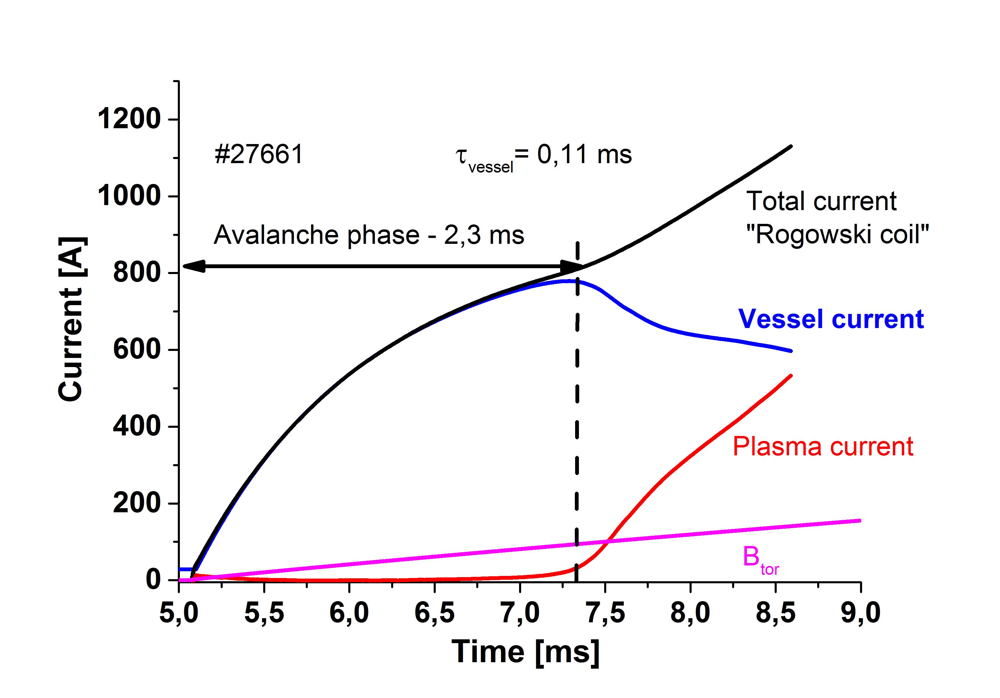 #27661
τvessel= 0,11 ms
Avalanche phase - 2,3 ms
Total current
"Rogowski coil"
Vessel current
Plasma current
Btor
Current [A]
1200
1000
800
600
400
200
0
5,0 5,5 6,0 6,5 7,0 7,5 8,0 8,5 9,0
Time [ms]